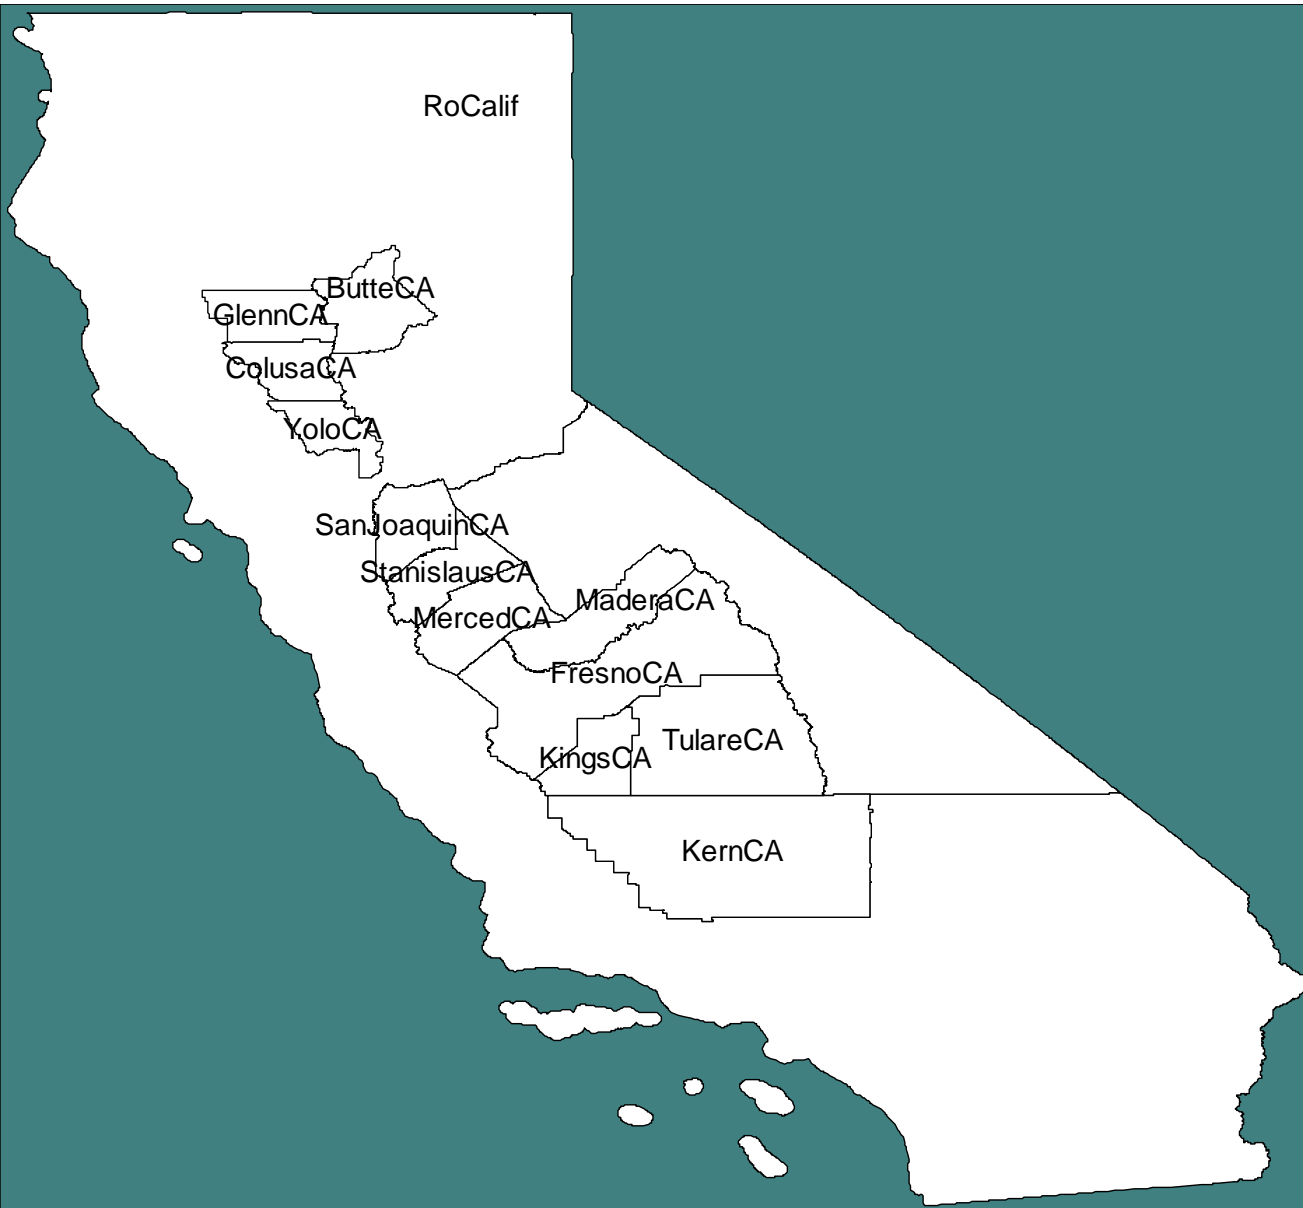 RoCalif
ButteCA
GlennCA
ColusaCA
YoloCA
SanJoaquinCA
StanislausCA
MaderaCA
MercedCA
FresnoCA
TulareCA
KingsCA
KernCA